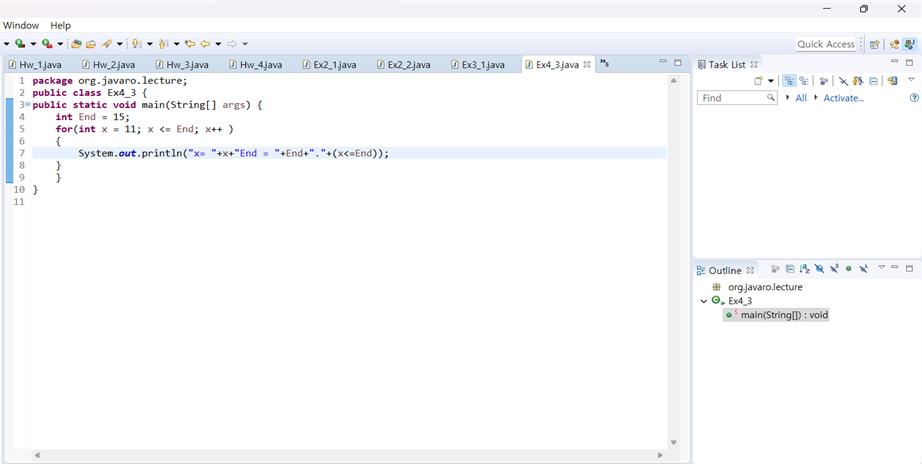 Window Help
Quick Access
Hw_1.java Hw_2.java Hw_3.java Hw_4.java Ex2_1.java Ex2_2.java Ex3_1.java Ex4_3.java »9
1 package org.javaro.lecture;
2 public class Ex4_3 {
3 public static void main(String[] args) {
4 int End = 15;
5 for(int x = 11; x <= End; x++ )
6 {
7 System.out.println("x= "+x+"End = "+End+"."+(x<=End));
8 }
9 }
10 }
11
Task List
Find All Activate...
Outline
org.javaro.lecture
Ex4_3
main(String[]) : void